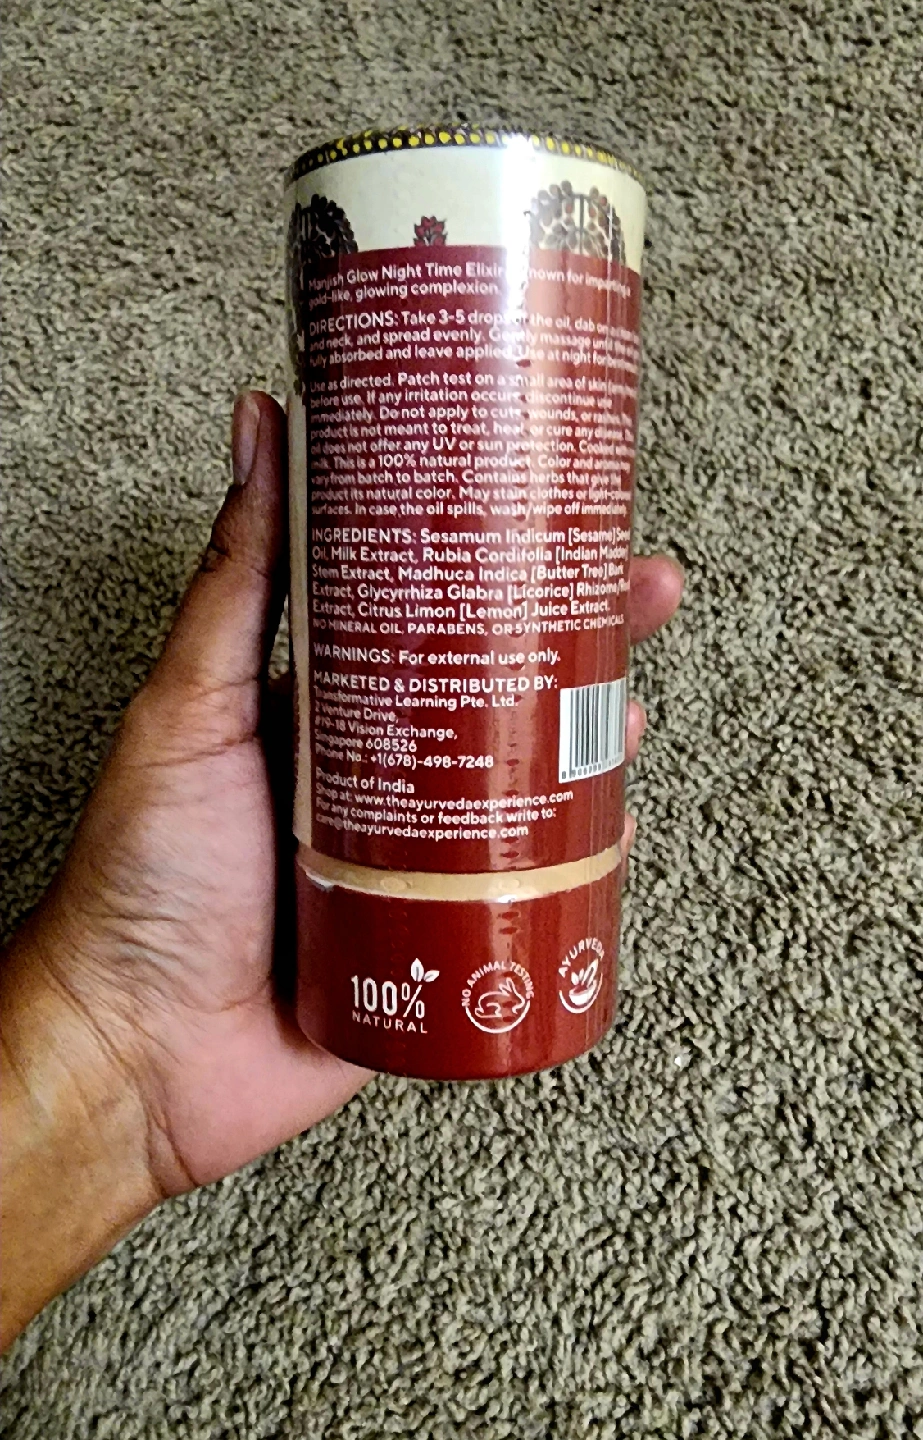 Manjish Glow Night Time Elixir known for imparting a
gold-like, glowing complexion.
DIRECTIONS: Take 3-5 drops of the oil, dab on
and neck, and spread evenly. Gently massage until the oil
fully absorbed and leave applied. Use at night for best
Use as directed. Patch test on a small area of skin
before use. If any irritation occurs, discontinue use
immediately. Do not apply to cuts, wounds, or rashes.
product is not meant to treat, heal, or cure any disease.
oil does not offer any UV or sun protection. Cooked with
milk. This is a 100% natural product. Color and aroma may
vary from batch to batch. Contains herbs that give the
product its natural color. May stain clothes or light-colored
surfaces. In case the oil spills, wash/wipe off immediately.
INGREDIENTS: Sesamum Indicum [Sesame] Seed
Oil, Milk Extract, Rubia Cordifolia [Indian Madder]
Stem Extract, Madhuca Indica [Butter Tree] Bark
Extract, Glycyrrhiza Glabra [Licorice] Rhizome/Root
Extract, Citrus Limon [Lemon] Juice Extract.
NO MINERAL OIL, PARABENS, OR SYNTHETIC CHEMICALS
WARNINGS: For external use only.
MARKETED & DISTRIBUTED BY:
Transformative Learning Pte. Ltd.
2 Venture Drive,
#19-18 Vision Exchange,
Singapore 608526
Phone No.: +1(678)-498-7248
Product of India
Shop at: www.theayurvedaexperience.com
For any complaints or feedback write to:
care@theayurvedaexperience.com
100%
NATURAL
NO ANIMAL TESTING
AYURVEDA